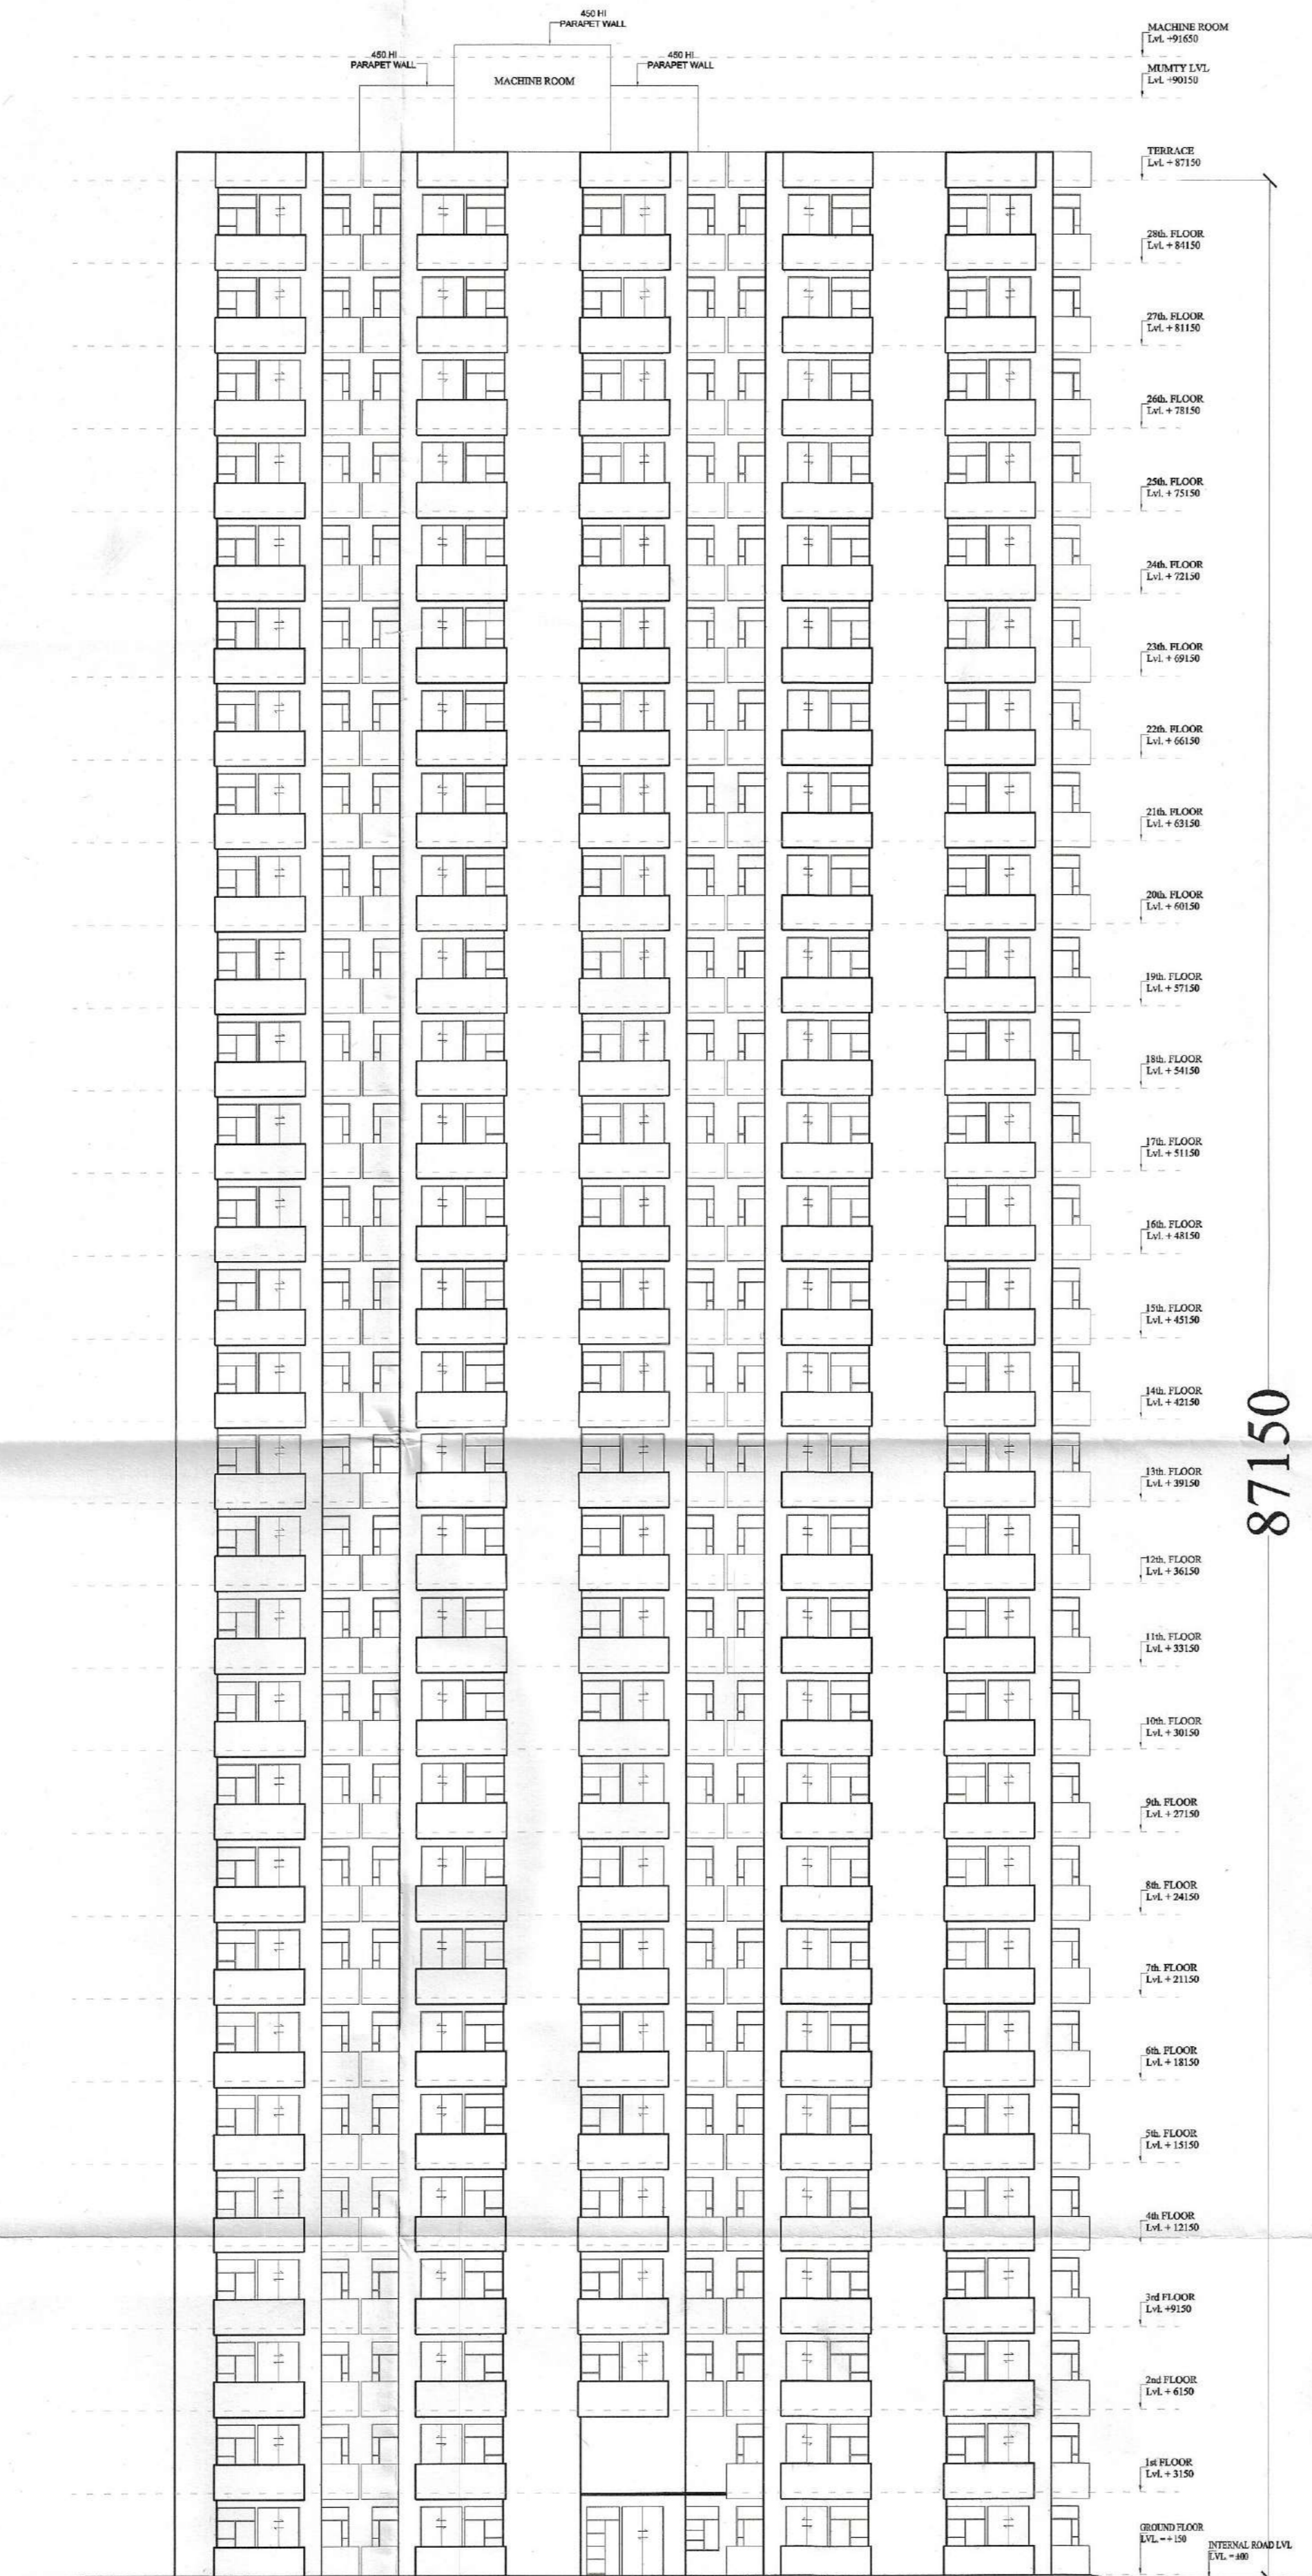 450 HI
PARAPET WALL
450 HI
PARAPET WALL
MACHINE ROOM
450 HI
PARAPET WALL
MACHINE ROOM
Lvl. +91650
MUMTY LVL
Lvl. +90150
TERRACE
Lvl. + 87150
28th. FLOOR
Lvl. + 84150
27th. FLOOR
Lvl. + 81150
26th. FLOOR
Lvl. + 78150
25th. FLOOR
Lvl. + 75150
24th. FLOOR
Lvl. + 72150
23th. FLOOR
Lvl. + 69150
22th. FLOOR
Lvl. + 66150
21th. FLOOR
Lvl. + 63150
20th. FLOOR
Lvl. + 60150
19th. FLOOR
Lvl. + 57150
18th. FLOOR
Lvl. + 54150
17th. FLOOR
Lvl. + 51150
16th. FLOOR
Lvl. + 48150
15th. FLOOR
Lvl. + 45150
14th. FLOOR
Lvl. + 42150
87150
13th. FLOOR
Lvl. + 39150
12th. FLOOR
Lvl. + 36150
11th. FLOOR
Lvl. + 33150
10th. FLOOR
Lvl. + 30150
9th. FLOOR
Lvl. + 27150
8th. FLOOR
Lvl. + 24150
7th. FLOOR
Lvl. + 21150
6th. FLOOR
Lvl. + 18150
5th. FLOOR
Lvl. + 15150
4th FLOOR
Lvl. + 12150
3rd FLOOR
Lvl. +9150
2nd FLOOR
Lvl. + 6150
1st FLOOR
Lvl. + 3150
GROUND FLOOR
LVL. = + 150
INTERNAL ROAD LVL
LVL. = ±00